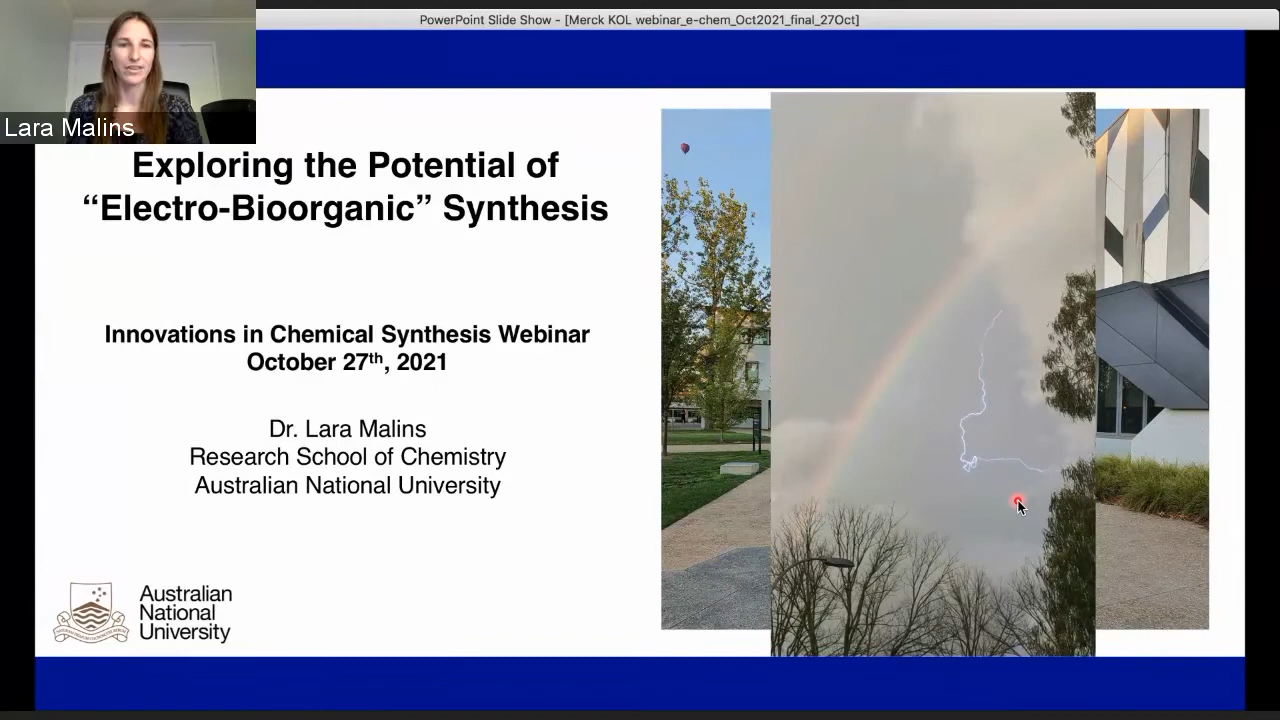 PowerPoint Slide Show - [Merck KOL webinar_e-chem_Oct2021_final_27Oct]
Lara Malins
Exploring the Potential of
“Electro-Bioorganic” Synthesis
Innovations in Chemical Synthesis Webinar
October 27th, 2021
Dr. Lara Malins
Research School of Chemistry
Australian National University
Australian
National
University